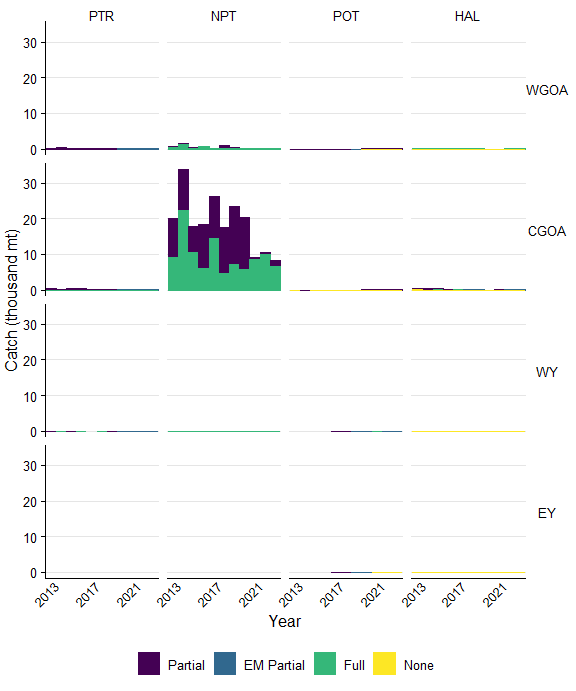 PTR NPT POT HAL
30
20
10
0
WGOA
30
20
10
0
CGOA
30
20
10
0
WY
30
20
10
0
EY
Catch (thousand mt)
2013 2017 2021 2013 2017 2021 2013 2017 2021 2013 2017 2021
Year
Partial EM Partial Full None